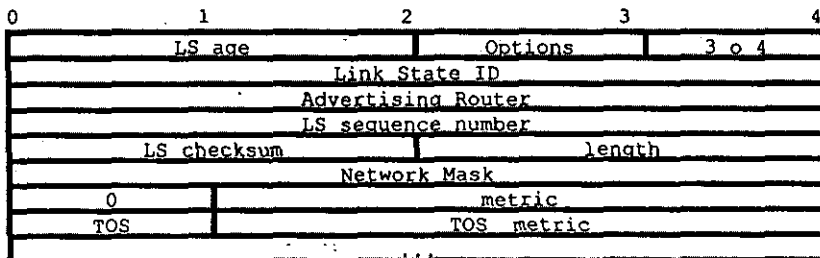 0 1 2 3 4
LS age Options 3 o 4
Link State ID
Advertising Router
LS sequence number
LS checksum length
Network Mask
0 metric
TOS TOS metric
...